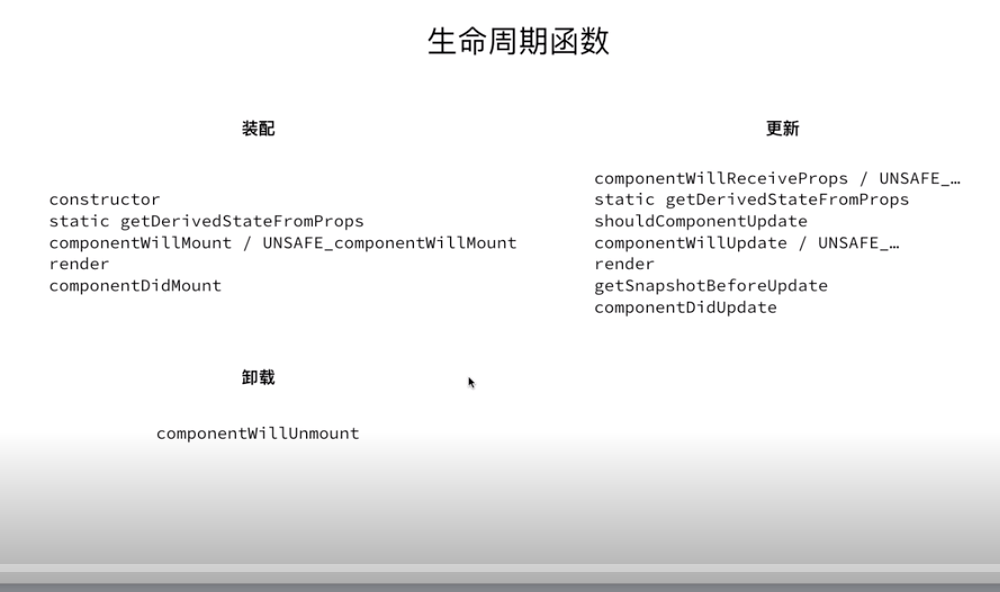 生命周期函数
装配
constructor
static getDerivedStateFromProps
componentWillMount / UNSAFE_componentWillMount
render
componentDidMount
更新
componentWillReceiveProps / UNSAFE_…
static getDerivedStateFromProps
shouldComponentUpdate
componentWillUpdate / UNSAFE_…
render
getSnapshotBeforeUpdate
componentDidUpdate
卸载
componentWillUnmount